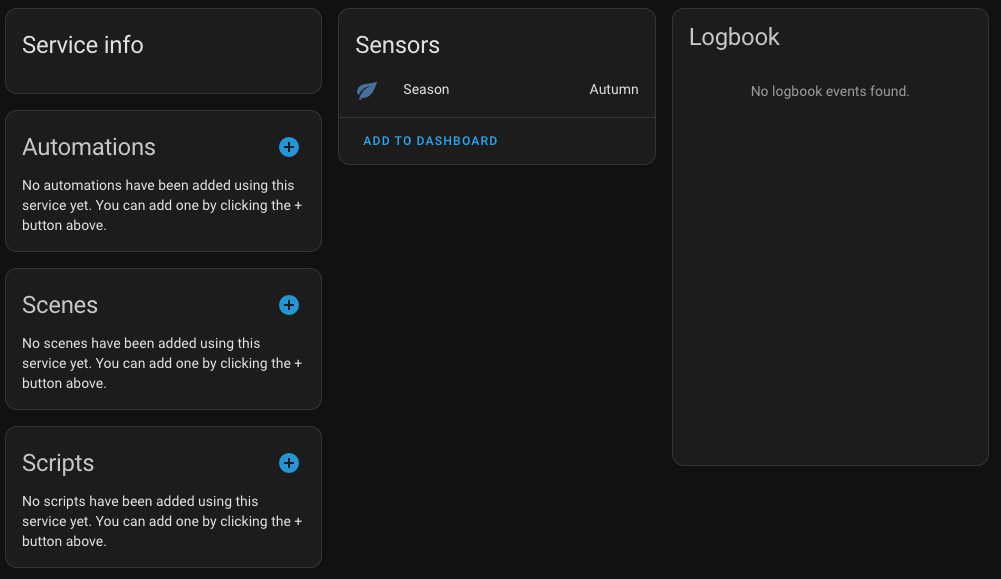 Service info
Automations
No automations have been added using this
service yet. You can add one by clicking the +
button above.
Scenes
No scenes have been added using this
service yet. You can add one by clicking the +
button above.
Scripts
No scripts have been added using this
service yet. You can add one by clicking the +
button above.
Sensors
Season Autumn
ADD TO DASHBOARD
Logbook
No logbook events found.